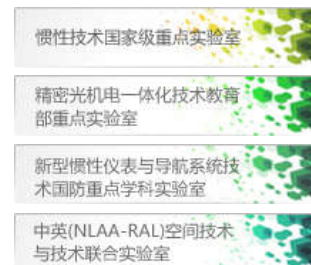 惯性技术国家级重点实验室
精密光机电一体化技术教育
部重点实验室
新型惯性仪表与导航系统技
术国防重点学科实验室
中英(NLAA-RAL)空间技术
与技术联合实验室